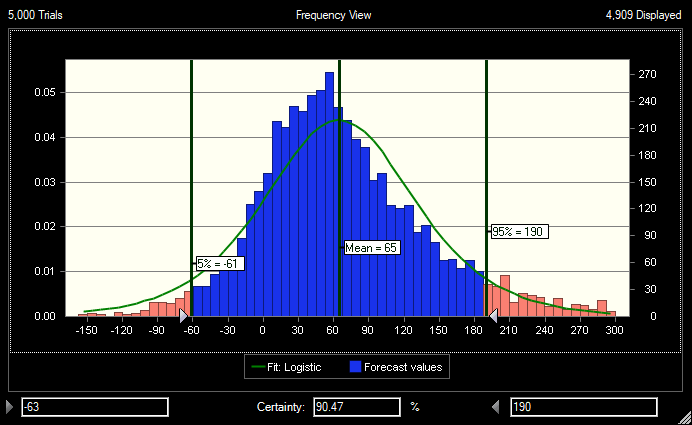 5,000 Trials Frequency View 4,909 Displayed
0.05
0.04
0.03
0.02
0.01
0.00
270
240
210
180
150
120
90
60
30
0
5% = -61
Mean = 65
95% = 190
-150 -120 -90 -60 -30 0 30 60 90 120 150 180 210 240 270 300
Fit: Logistic Forecast values
-63 Certainty: 90.47 % 190